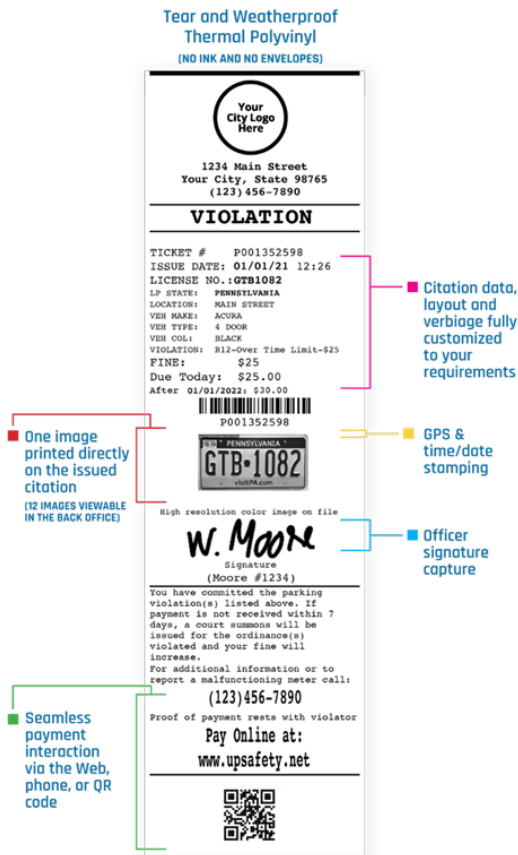 Tear and Weatherproof
Thermal Polyvinyl
(NO INK AND NO ENVELOPES)
Your
City Logo
Here
1234 Main Street
Your City, State 98765
(123)456-7890
VIOLATION
TICKET # P001352598
ISSUE DATE: 01/01/21 12:26
LICENSE NO.:GTB1082
LP STATE: PENNSYLVANIA
LOCATION: MAIN STREET
VEH MAKE: ACURA
VEH TYPE: 4 DOOR
VEH COL: BLACK
VIOLATION: R12-Over Time Limit-$25
FINE: $25
Due Today: $25.00
After 01/01/2022: $30.00
P001352598
PENNSYLVANIA
GTB•1082
visitPA.com
High resolution color image on file
W. Moore
Signature
(Moore #1234)
You have committed the parking
violation(s) listed above. If
payment is not received within 7
days, a court summons will be
issued for the ordinance(s)
violated and your fine will
increase.
For additional information or to
report a malfunctioning meter call:
(123)456-7890
Proof of payment rests with violator
Pay Online at:
www.upsafety.net
Citation data,
layout and
verbiage fully
customized
to your
requirements
One image
printed directly
on the issued
citation
(12 IMAGES VIEWABLE
IN THE BACK OFFICE)
GPS &
time/date
stamping
Officer
signature
capture
Seamless
payment
interaction
via the Web,
phone, or QR
code